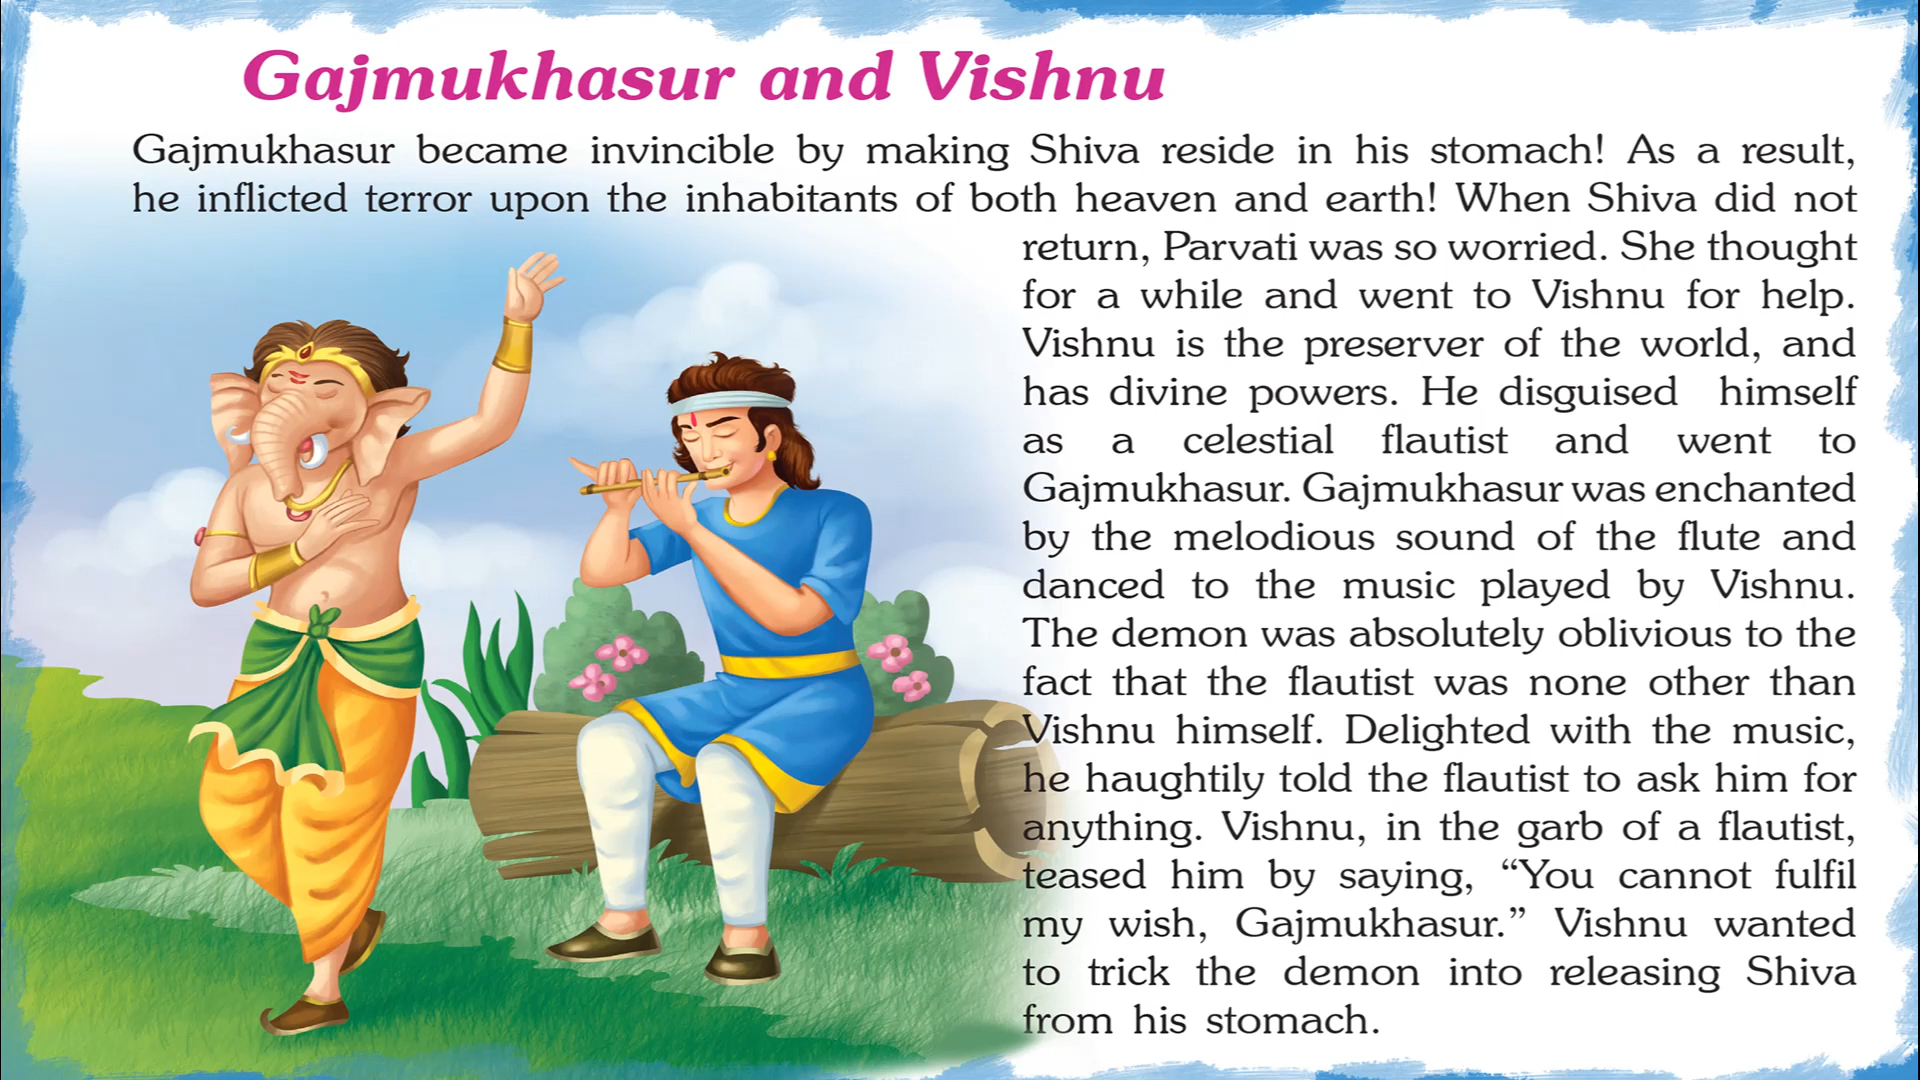 Gajmukhasur and Vishnu
Gajmukhasur became invincible by making Shiva reside in his stomach! As a result,
he inflicted terror upon the inhabitants of both heaven and earth! When Shiva did not
return, Parvati was so worried. She thought
for a while and went to Vishnu for help.
Vishnu is the preserver of the world, and
has divine powers. He disguised himself
as a celestial flautist and went to
Gajmukhasur. Gajmukhasur was enchanted
by the melodious sound of the flute and
danced to the music played by Vishnu.
The demon was absolutely oblivious to the
fact that the flautist was none other than
Vishnu himself. Delighted with the music,
he haughtily told the flautist to ask him for
anything. Vishnu, in the garb of a flautist,
teased him by saying, “You cannot fulfil
my wish, Gajmukhasur.” Vishnu wanted
to trick the demon into releasing Shiva
from his stomach.